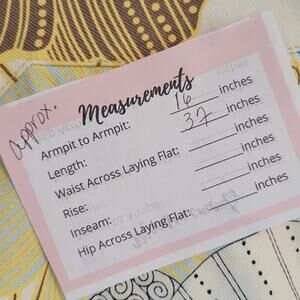 approx.
Measurements
Armpit to Armpit: 16 inches
Length: 37 inches
Waist Across Laying Flat: inches
Rise: inches
Inseam: inches
Hip Across Laying Flat: inches